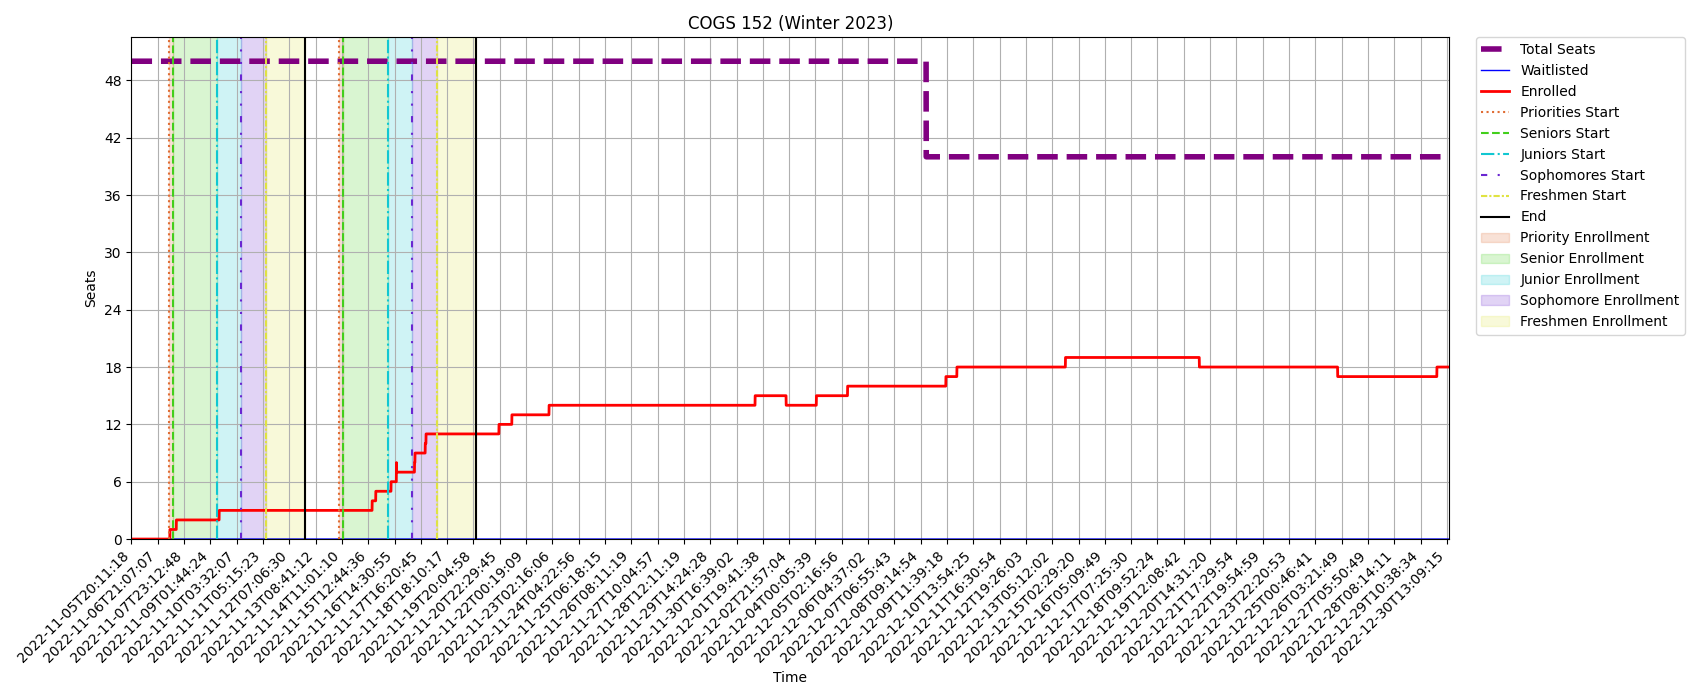 COGS 152 (Winter 2023)
Seats
48
42
36
30
24
18
12
6
0
2022-11-05T20:11:18
2022-11-06T21:07:07
2022-11-07T23:12:48
2022-11-09T01:44:24
2022-11-10T03:32:07
2022-11-11T05:15:23
2022-11-12T07:06:30
2022-11-13T08:41:12
2022-11-14T11:01:10
2022-11-15T12:44:36
2022-11-16T14:30:55
2022-11-17T16:20:45
2022-11-18T18:10:17
2022-11-19T20:04:58
2022-11-20T22:29:45
2022-11-22T00:19:09
2022-11-23T02:16:06
2022-11-24T04:22:56
2022-11-25T06:18:15
2022-11-26T08:11:19
2022-11-27T10:04:57
2022-11-28T12:11:19
2022-11-29T14:24:28
2022-11-30T16:39:02
2022-12-01T19:41:38
2022-12-02T21:57:04
2022-12-04T00:05:39
2022-12-05T02:16:56
2022-12-06T04:37:02
2022-12-07T06:55:43
2022-12-08T09:14:54
2022-12-09T11:39:18
2022-12-10T13:54:25
2022-12-11T16:30:54
2022-12-12T19:26:03
2022-12-13T05:12:02
2022-12-15T02:29:20
2022-12-16T05:09:49
2022-12-17T07:25:30
2022-12-18T09:52:24
2022-12-19T12:08:42
2022-12-20T14:31:20
2022-12-21T17:29:54
2022-12-22T19:54:59
2022-12-23T22:20:53
2022-12-25T00:46:41
2022-12-26T03:21:49
2022-12-27T05:50:49
2022-12-28T08:14:11
2022-12-29T10:38:34
2022-12-30T13:09:15
Time
Total Seats
Waitlisted
Enrolled
Priorities Start
Seniors Start
Juniors Start
Sophomores Start
Freshmen Start
End
Priority Enrollment
Senior Enrollment
Junior Enrollment
Sophomore Enrollment
Freshmen Enrollment